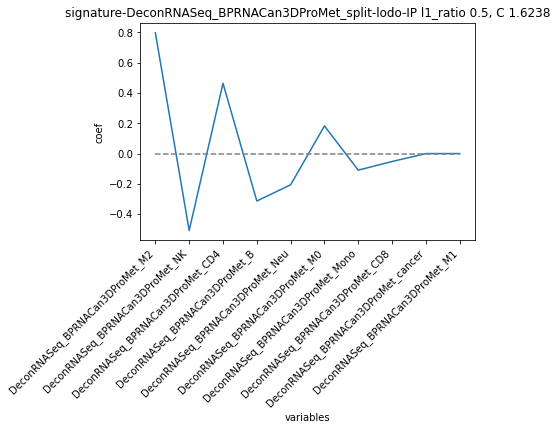 signature-DeconRNASeq_BPRNACan3DProMet_split-lodo-IP l1_ratio 0.5, C 1.6238
0.8
0.6
0.4
0.2
0.0
−0.2
−0.4
coef
DeconRNASeq_BPRNACan3DProMet_M2
DeconRNASeq_BPRNACan3DProMet_NK
DeconRNASeq_BPRNACan3DProMet_CD4
DeconRNASeq_BPRNACan3DProMet_B
DeconRNASeq_BPRNACan3DProMet_Neu
DeconRNASeq_BPRNACan3DProMet_M0
DeconRNASeq_BPRNACan3DProMet_Mono
DeconRNASeq_BPRNACan3DProMet_CD8
DeconRNASeq_BPRNACan3DProMet_cancer
DeconRNASeq_BPRNACan3DProMet_M1
variables